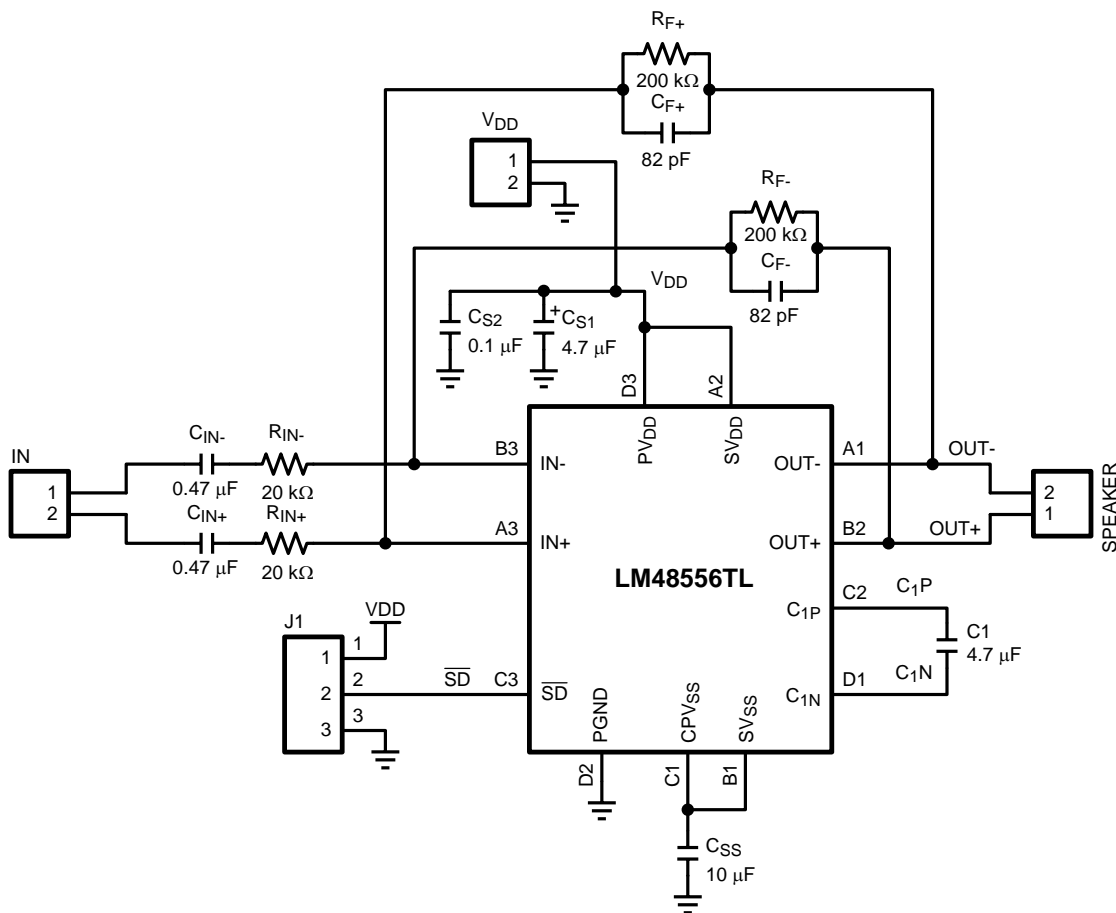 RF+
200 kΩ
CF+
82 pF
VDD
1
2
RF-
200 kΩ
CF-
82 pF
VDD
CS2
0.1 µF
+
CS1
4.7 µF
D3
A2
PVDD
SVDD
IN
1
2
CIN-
0.47 µF
RIN-
20 kΩ
CIN+
0.47 µF
RIN+
20 kΩ
B3
IN-
A3
IN+
OUT-
A1
OUT-
OUT+
B2
OUT+
2
1
SPEAKER
LM48556TL
C1P
C2
C1P
C1
4.7 µF
C1N
D1
C1N
J1
VDD
1
1
2
2
3
3
SD
C3
SD
PGND
CPVSS
SVSS
D2
C1
B1
CSS
10 µF